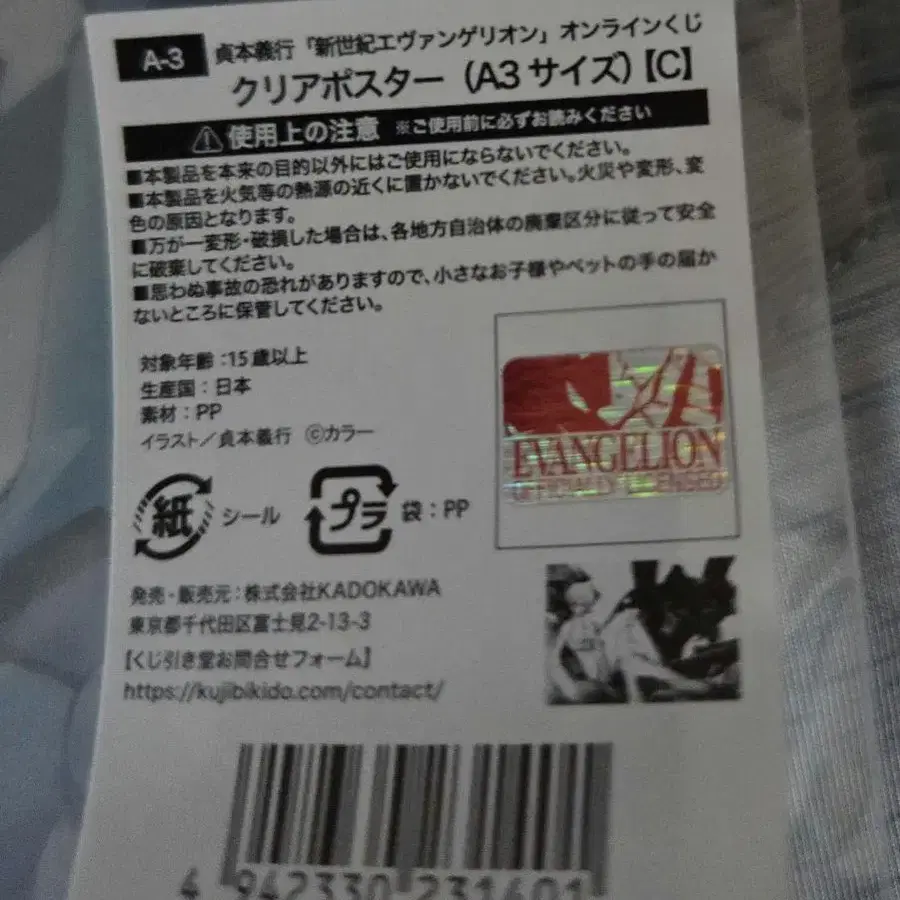 A-3 貞本義行「新世紀エヴァンゲリオン」オンラインくじ
クリアポスター（A3サイズ）【C】
使用上の注意 ※ご使用前に必ずお読みください
■本製品を本来の目的以外にはご使用にならないでください。
■本製品を火気等の熱源の近くに置かないでください。火災や変形、変
色の原因となります。
■万が一変形・破損した場合は、各地方自治体の廃棄区分に従って安全
に破棄してください。
■思わぬ事故の恐れがありますので、小さなお子様やペットの手の届か
ないところに保管してください。
対象年齢：15歳以上
生産国：日本
素材：PP
イラスト／貞本義行 ©カラー
EVANGELION
OFFICIALLY LICENSED
紙 シール プラ 袋：PP
発売・販売元：株式会社KADOKAWA
東京都千代田区富士見2-13-3
【くじ引き堂お問合せフォーム】
https://kujibikido.com/contact/
4 942330 231401